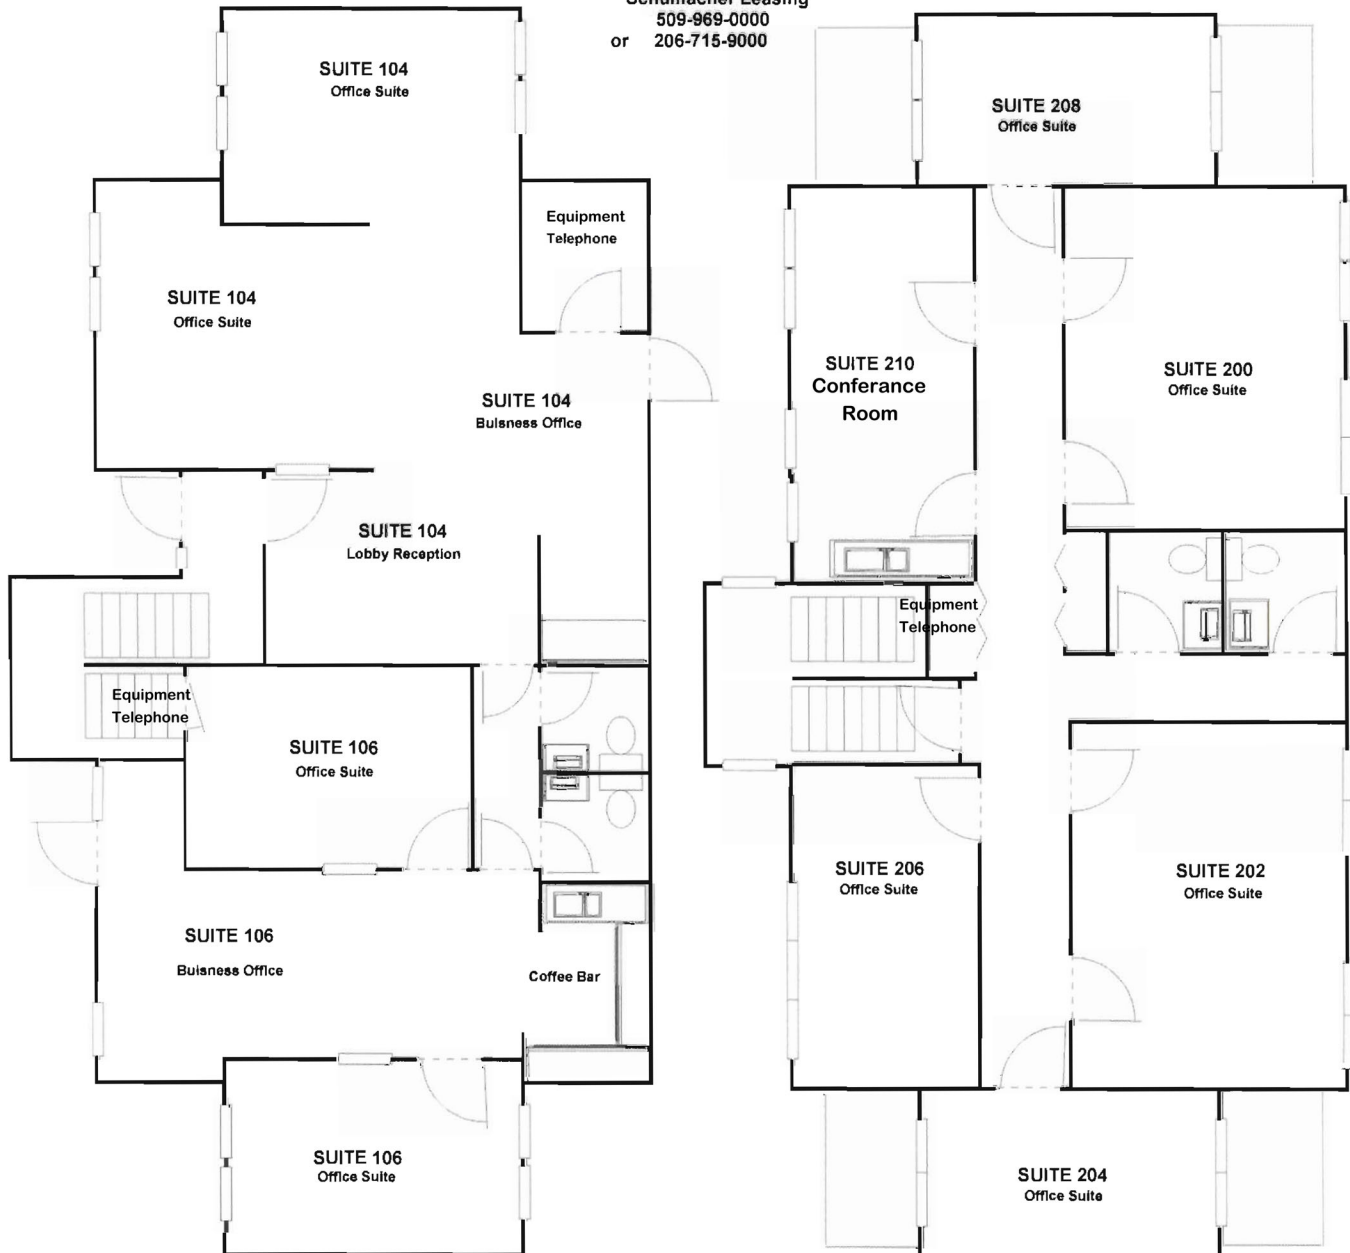 Schumacher Leasing
509-969-0000
or 206-715-9000
SUITE 104
Office Suite
Equipment
Telephone
SUITE 104
Office Suite
SUITE 104
Buisness Office
SUITE 104
Lobby Reception
Equipment
Telephone
SUITE 106
Office Suite
SUITE 106
Buisness Office
Coffee Bar
SUITE 106
Office Suite
SUITE 208
Office Suite
SUITE 210
Conferance
Room
SUITE 200
Office Suite
Equipment
Telephone
SUITE 206
Office Suite
SUITE 202
Office Suite
SUITE 204
Office Suite